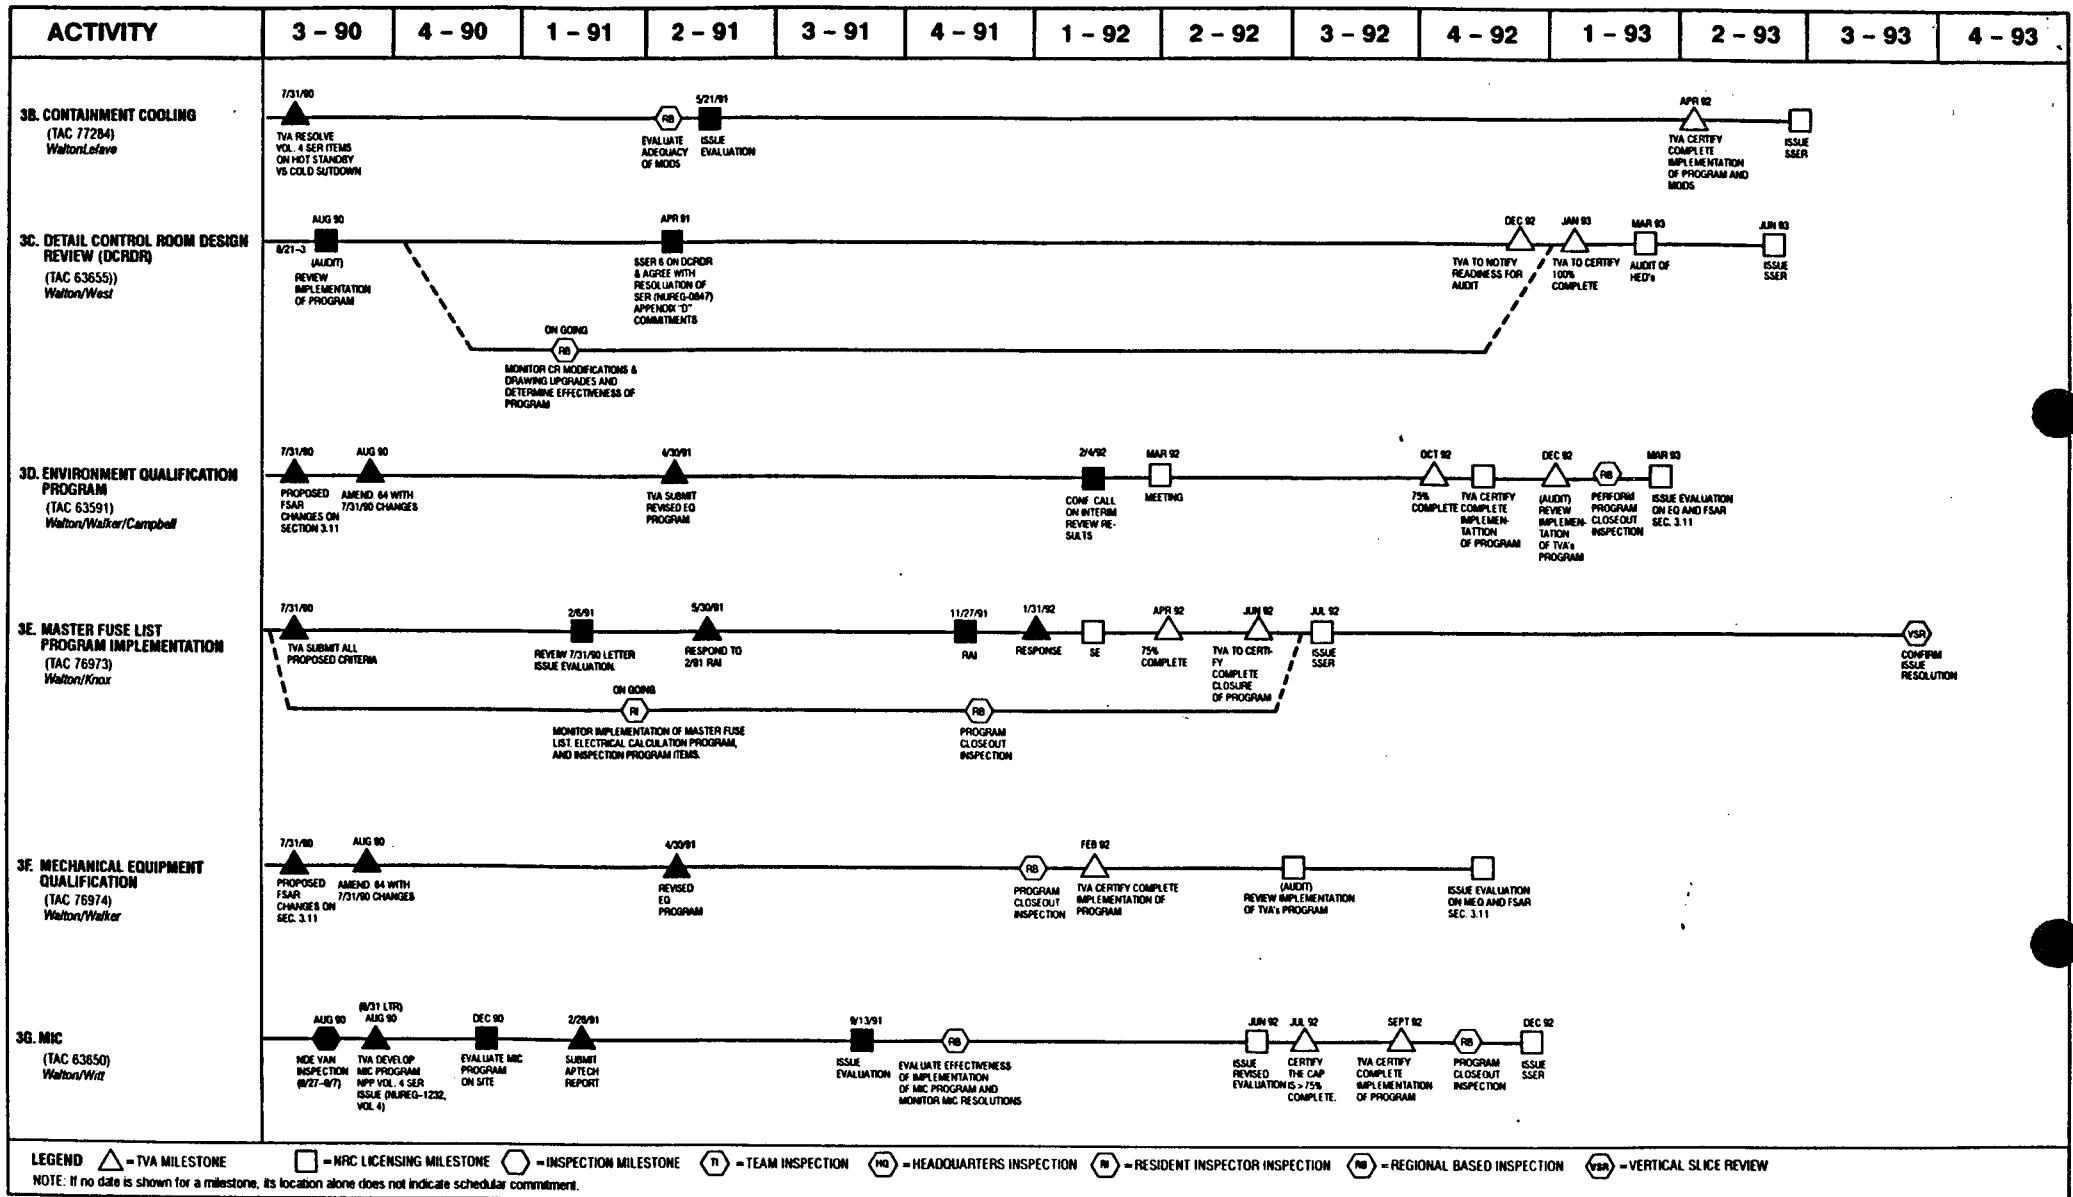 ACTIVITY
3 – 90
4 – 90
1 – 91
2 – 91
3 – 91
4 – 91
1 – 92
2 – 92
3 – 92
4 – 92
1 – 93
2 – 93
3 – 93
4 – 93
3B. CONTAINMENT COOLING
(TAC 77284)
Walton/Lefave
7/31/90
TVA RESOLVE
VOL. 4 SER ITEMS
ON HOT STANDBY
VS COLD SUTDOWN
RB
EVALUATE
ADEQUACY
OF MODS
5/21/91
ISSUE
EVALUATION
APR 92
TVA CERTIFY
COMPLETE
IMPLEMENTATION
OF PROGRAM AND
MODS
ISSUE
SSER
3C. DETAIL CONTROL ROOM DESIGN
REVIEW (DCRDR)
(TAC 63655))
Walton/West
AUG 90
8/21–3
(AUDIT)
REVIEW
IMPLEMENTATION
OF PROGRAM
APR 91
SSER 6 ON DCRDR
& AGREE WITH
RESOLUATION OF
SER (NUREG-0847)
APPENDIX "D"
COMMITMENTS
DEC 92
TVA TO NOTIFY
READINESS FOR
AUDIT
JAN 93
TVA TO CERTIFY
100%
COMPLETE
MAR 93
AUDIT OF
HED's
JUN 93
ISSUE
SSER
ON GOING
RB
MONITOR CR MODIFICATIONS &
DRAWING UPGRADES AND
DETERMINE EFFECTIVENESS OF
PROGRAM
3D. ENVIRONMENT QUALIFICATION
PROGRAM
(TAC 63591)
Walton/Walker/Campbell
7/31/90
PROPOSED
FSAR
CHANGES ON
SECTION 3.11
AUG 90
AMEND. 64 WITH
7/31/90 CHANGES
4/30/91
TVA SUBMIT
REVISED EQ
PROGRAM
2/4/92
CONF CALL
ON INTERIM
REVIEW RE-
SULTS
MAR 92
MEETING
OCT 92
75%
COMPLETE
TVA CERTIFY
COMPLETE
IMPLEMEN-
TATTION
OF PROGRAM
DEC 92
(AUDIT)
REVIEW
IMPLEMEN-
TATION
OF TVA's
PROGRAM
RB
PERFORM
PROGRAM
CLOSEOUT
INSPECTION
MAR 93
ISSUE EVALUATION
ON EQ AND FSAR
SEC. 3.11
3E. MASTER FUSE LIST
PROGRAM IMPLEMENTATION
(TAC 76973)
Walton/Knox
7/31/90
TVA SUBMIT ALL
PROPOSED CRITERIA
2/6/91
REVEIW 7/31/90 LETTER
ISSUE EVALUATION.
5/30/91
RESPOND TO
2/91 RAI
11/27/91
RAI
1/31/92
RESPONSE
SE
APR 92
75%
COMPLETE
JUN 92
TVA TO CERTI-
FY
COMPLETE
CLOSURE
OF PROGRAM
JUL 92
ISSUE
SSER
VSR
CONFIRM
ISSUE
RESOLUTION
ON GOING
RI
MONITOR IMPLEMENTATION OF MASTER FUSE
LIST. ELECTRICAL CALCULATION PROGRAM,
AND INSPECTION PROGRAM ITEMS.
RB
PROGRAM
CLOSEOUT
INSPECTION
3F. MECHANICAL EQUIPMENT
QUALIFICATION
(TAC 76974)
Walton/Walker
7/31/90
PROPOSED
FSAR
CHANGES ON
SEC. 3.11
AUG 90
AMEND. 64 WITH
7/31/90 CHANGES
4/30/91
REVISED
EQ
PROGRAM
RB
PROGRAM
CLOSEOUT
INSPECTION
FEB 92
TVA CERTIFY COMPLETE
IMPLEMENTATION OF
PROGRAM
(AUDIT)
REVIEW IMPLEMENTATION
OF TVA's PROGRAM
ISSUE EVALUATION
ON MEQ AND FSAR
SEC. 3.11
3G. MIC
(TAC 63650)
Walton/Witt
AUG 90
NDE VAN
INSPECTION
(8/27–9/7)
(8/31 LTR)
AUG 90
TVA DEVELOP
MIC PROGRAM
NPP VOL. 4 SER
ISSUE (NUREG–1232,
VOL 4)
DEC 90
EVALUATE MIC
PROGRAM
ON SITE
2/26/91
SUBMIT
APTECH
REPORT
9/13/91
ISSUE
EVALUATION
RB
EVALUATE EFFECTIVENESS
OF IMPLEMENTATION
OF MIC PROGRAM AND
MONITOR MIC RESOLUTIONS
JUN 92
ISSUE
REVISED
EVALUATION
JUL 92
CERTIFY
THE CAP
IS > 75%
COMPLETE.
SEPT 92
TVA CERTIFY
COMPLETE
IMPLEMENTATION
OF PROGRAM
RB
PROGRAM
CLOSEOUT
INSPECTION
DEC 92
ISSUE
SSER
LEGEND
= TVA MILESTONE
= NRC LICENSING MILESTONE
= INSPECTION MILESTONE
TI = TEAM INSPECTION
HQ = HEADQUARTERS INSPECTION
RI = RESIDENT INSPECTOR INSPECTION
RB = REGIONAL BASED INSPECTION
VSR = VERTICAL SLICE REVIEW
NOTE: If no date is shown for a milestone, its location alone does not indicate schedular commitment.